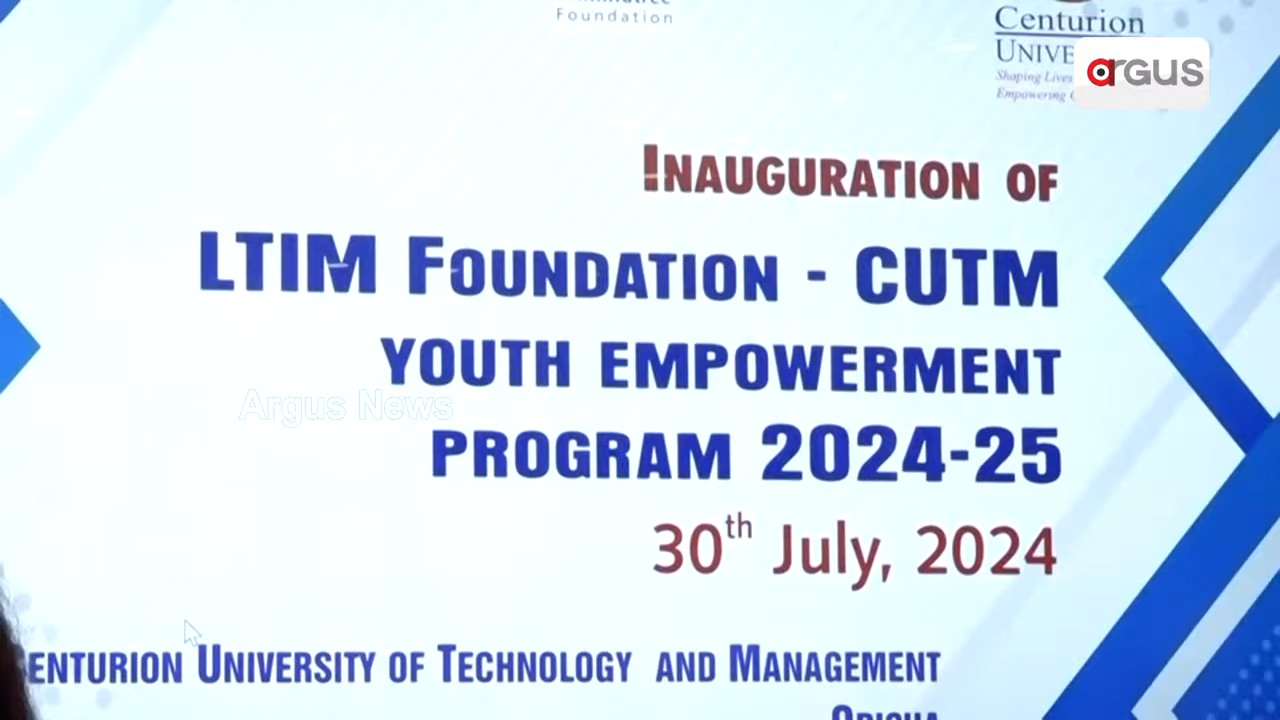 Foundation
Centurion
UNIVE
Shaping Lives
Empowering
argus
INAUGURATION OF
LTIM FOUNDATION - CUTM
YOUTH EMPOWERMENT
Argus News
PROGRAM 2024-25
30th July, 2024
ENTURION UNIVERSITY OF TECHNOLOGY AND MANAGEMENT